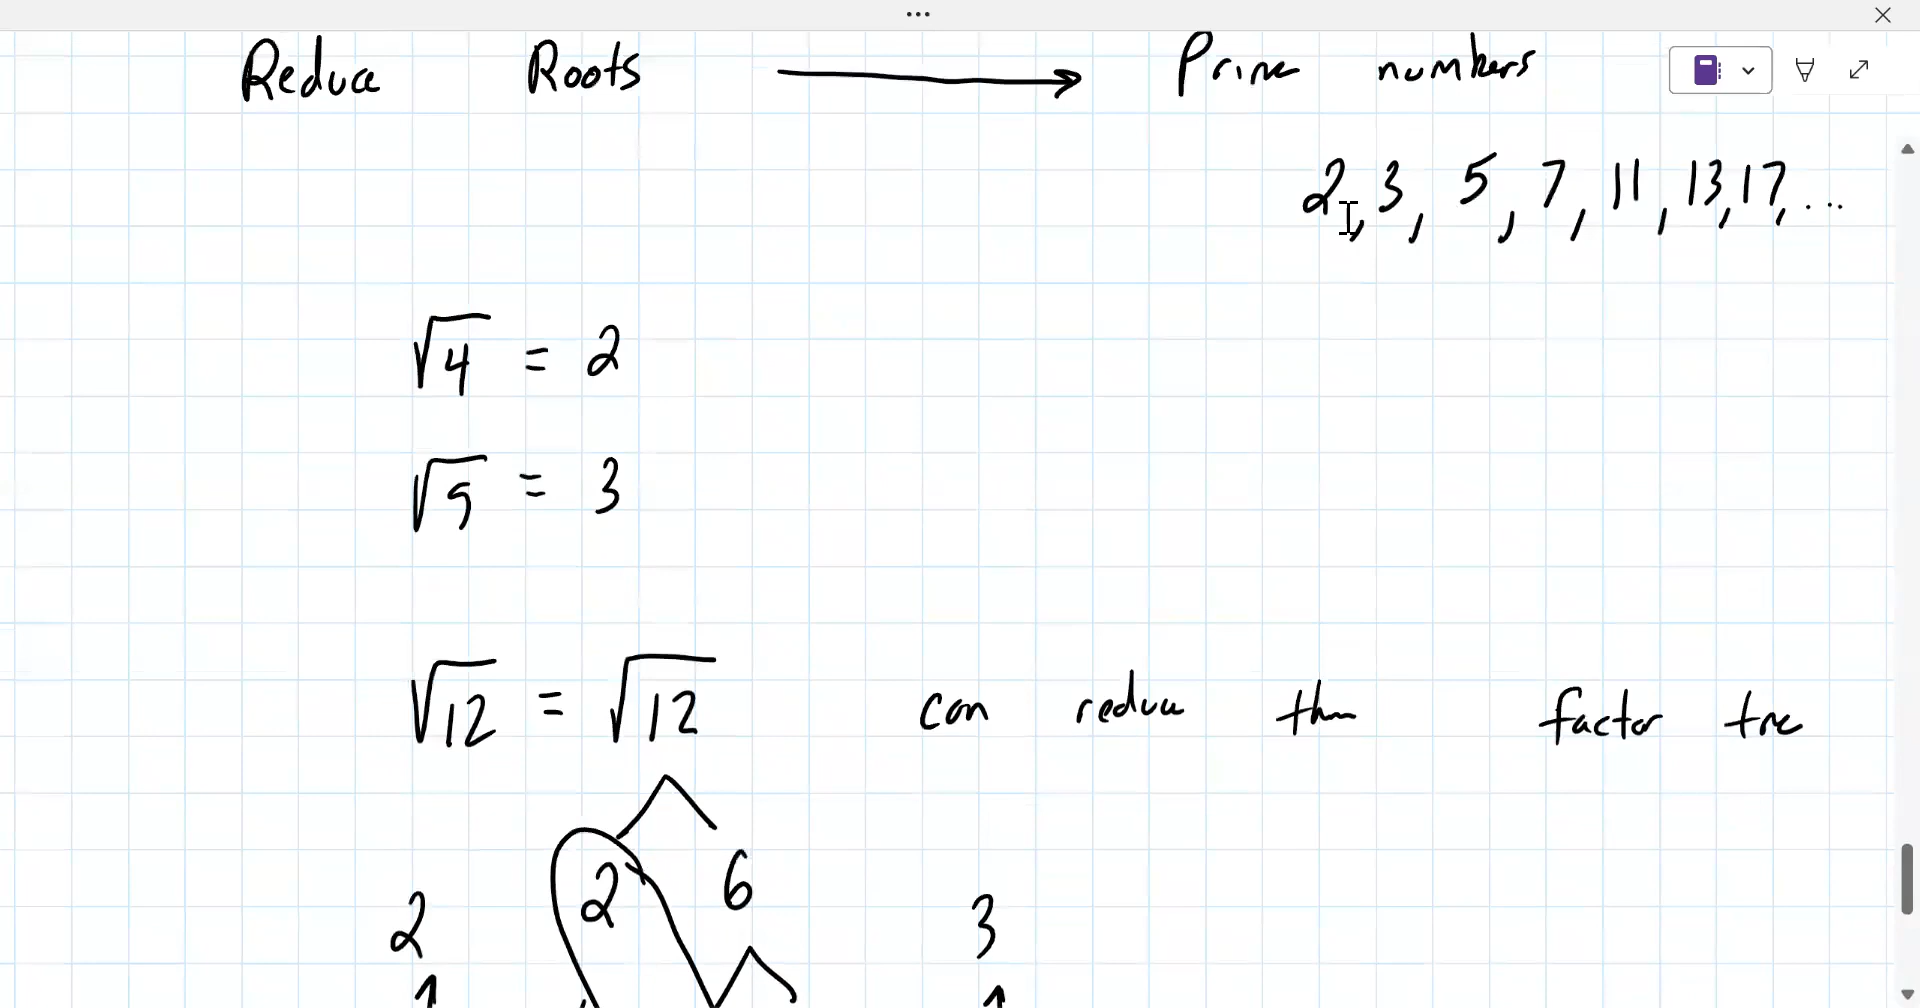 Reduce Roots → Prime numbers
2, 3, 5, 7, 11, 13, 17, ...
√4 = 2
√9 = 3
√12 = √12 can reduce them factor tree
2 6
2 3